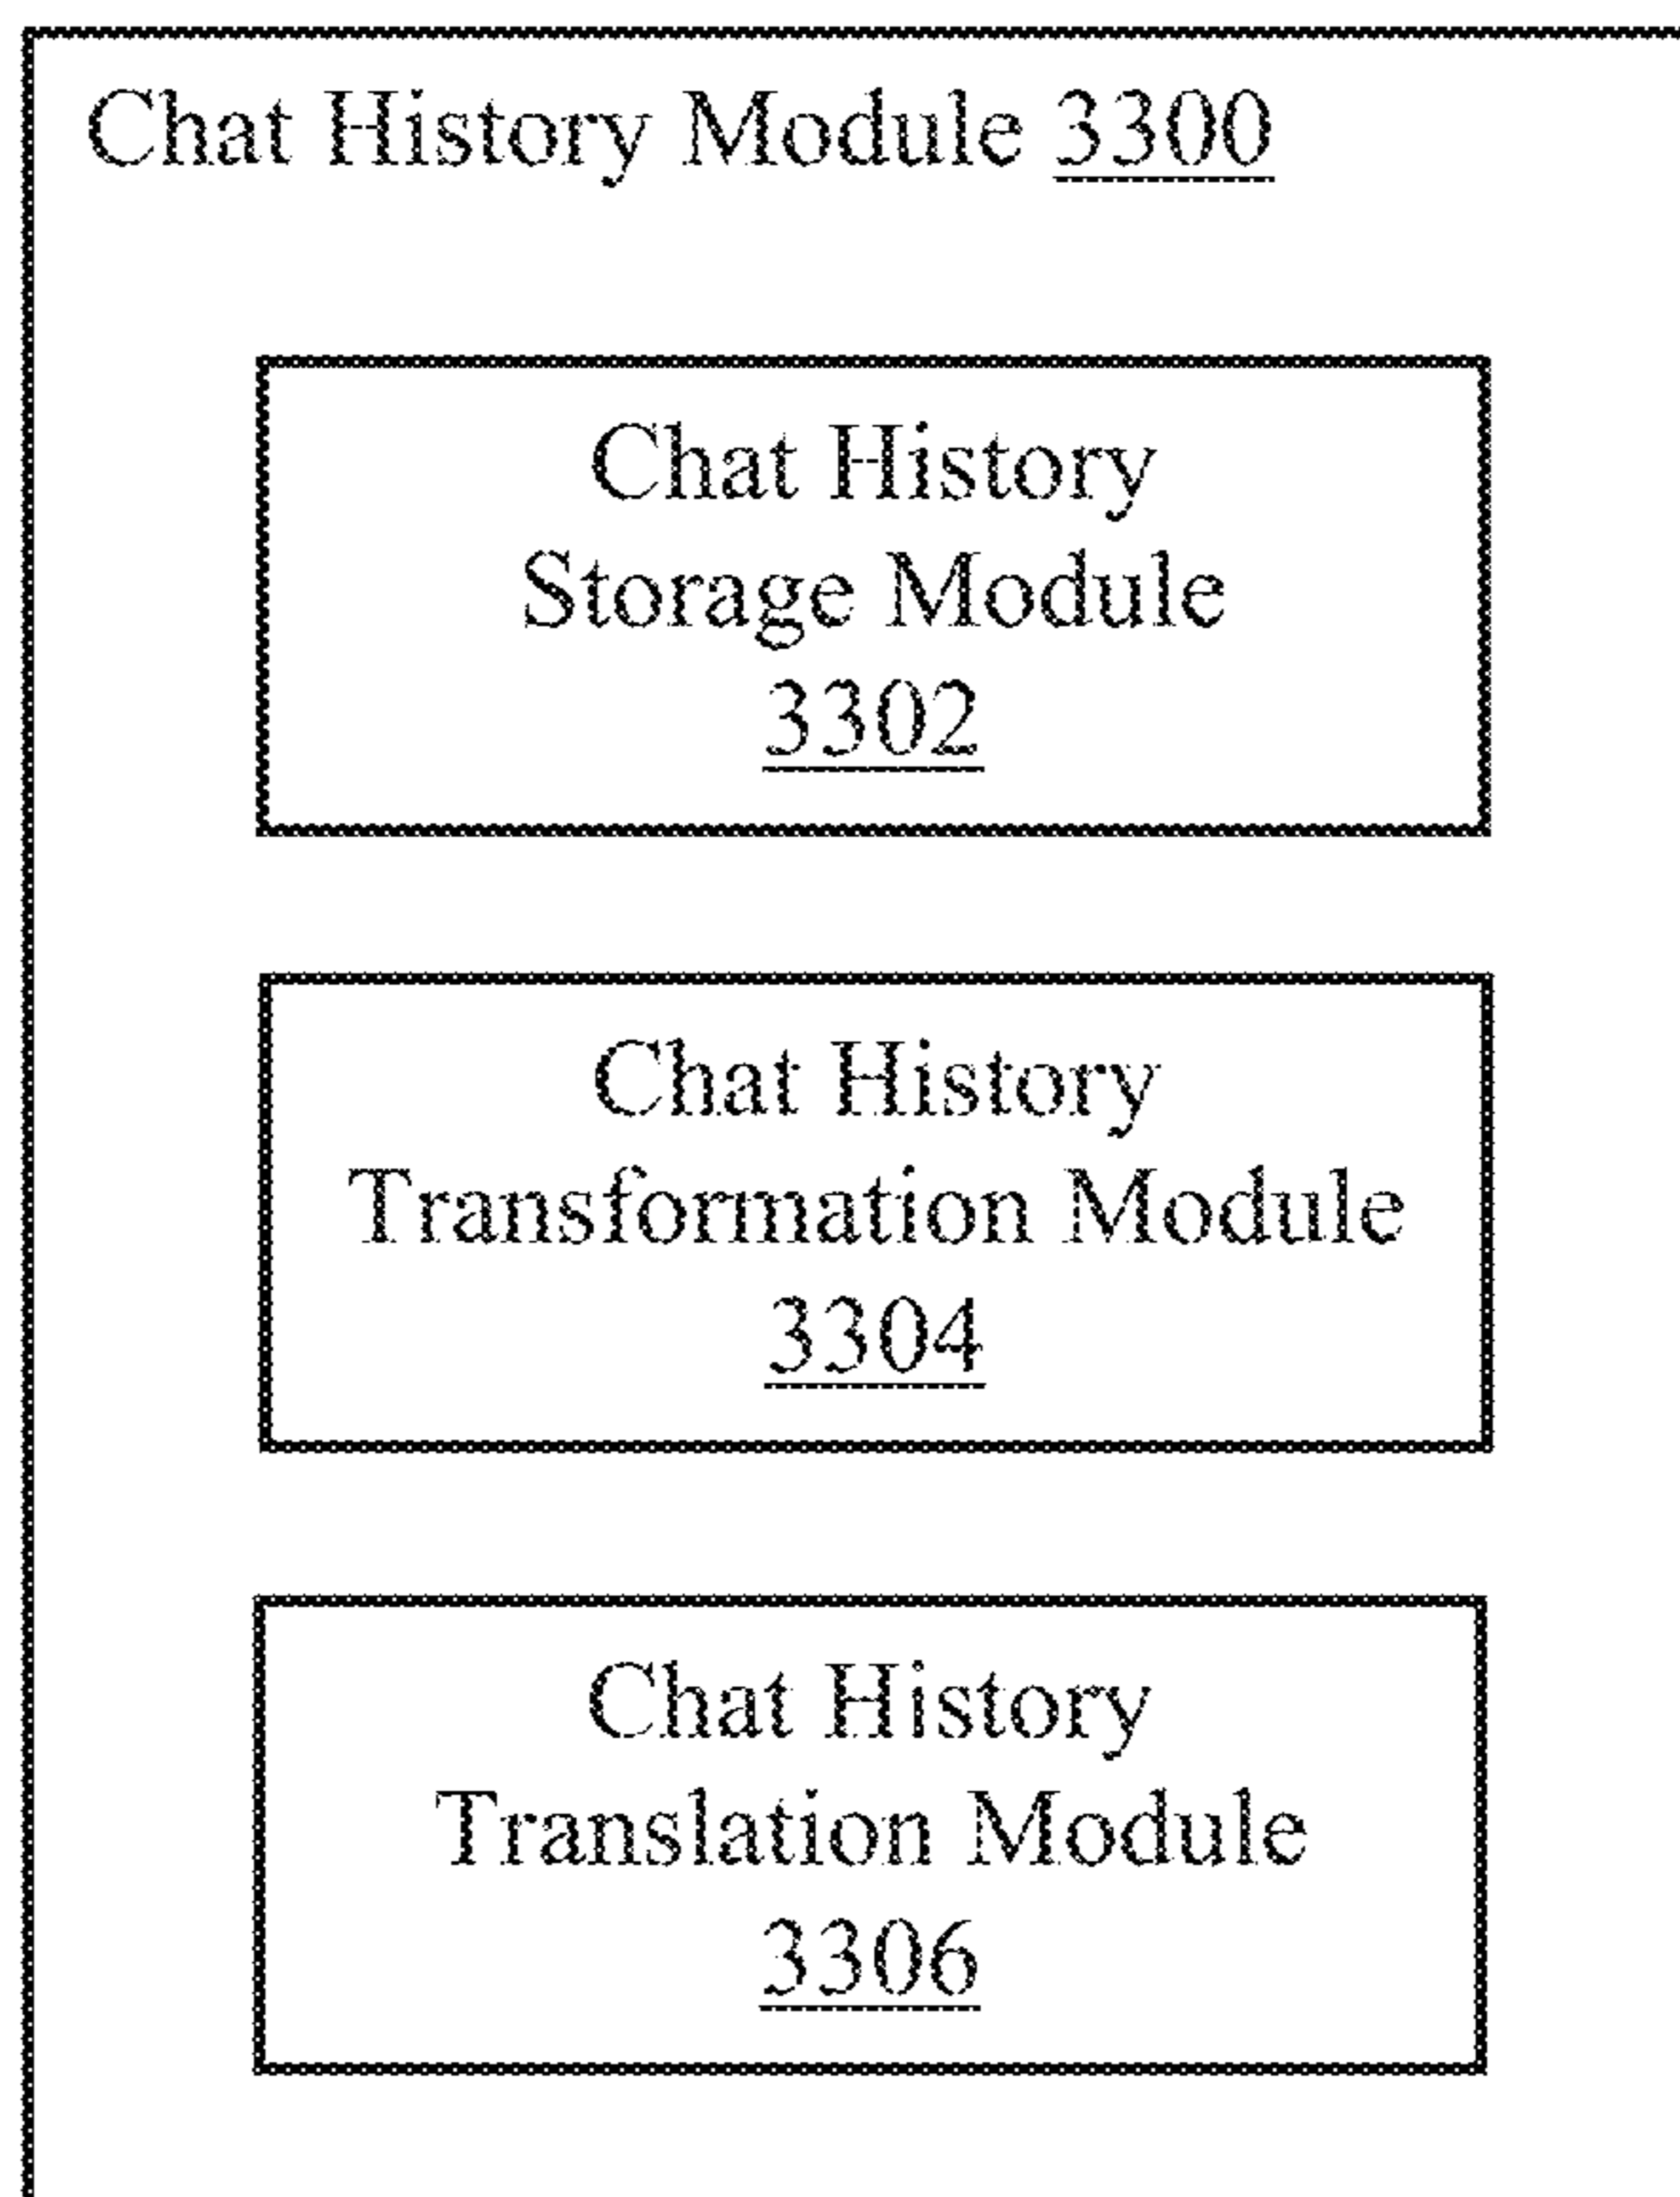 Chat History Module 3300
Chat History
Storage Module
3302
Chat History
Transformation Module
3304
Chat History
Translation Module
3306